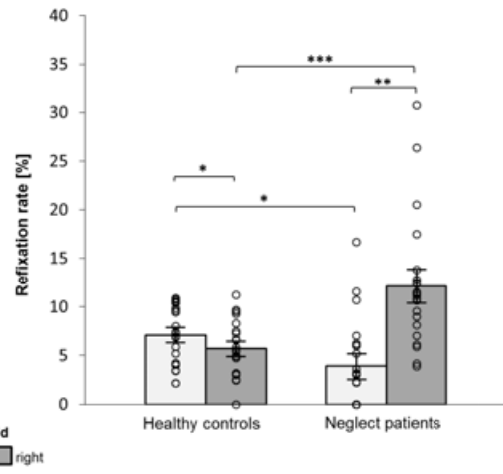 40
35
30
25
20
15
10
5
0
Refixation rate [%]
***
**
*
*
Healthy controls
Neglect patients
d
right